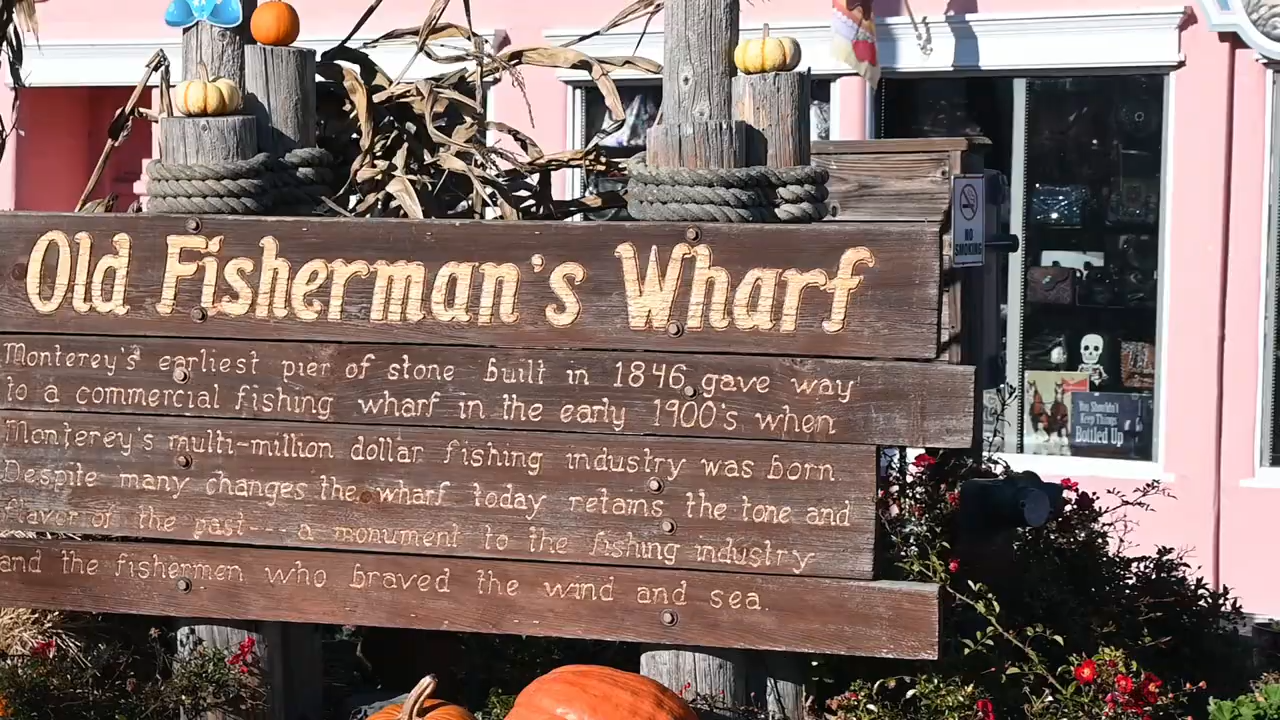 Old Fisherman's Wharf
Monterey's earliest pier of stone built in 1846 gave way
to a commercial fishing wharf in the early 1900's when
Monterey's multi-million dollar fishing industry was born.
Despite many changes the wharf today retains the tone and
flavor of the past--- a monument to the fishing industry
and the fishermen who braved the wind and sea.
NO
SMOKING
You Shouldn't
Keep Things
Bottled Up